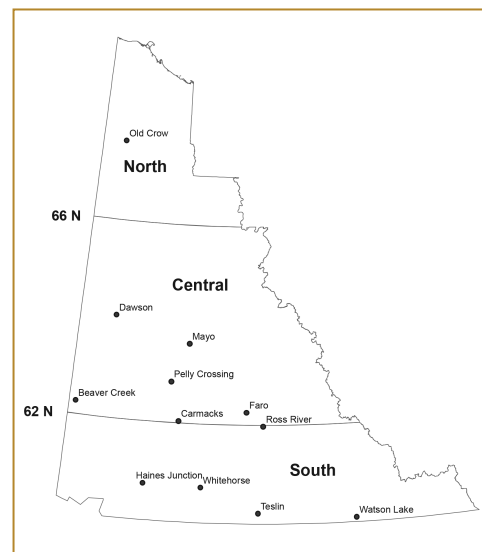 Old Crow
North
66 N
Central
Dawson
Mayo
Pelly Crossing
Beaver Creek
Faro
62 N
Carmacks
Ross River
South
Haines Junction
Whitehorse
Teslin
Watson Lake